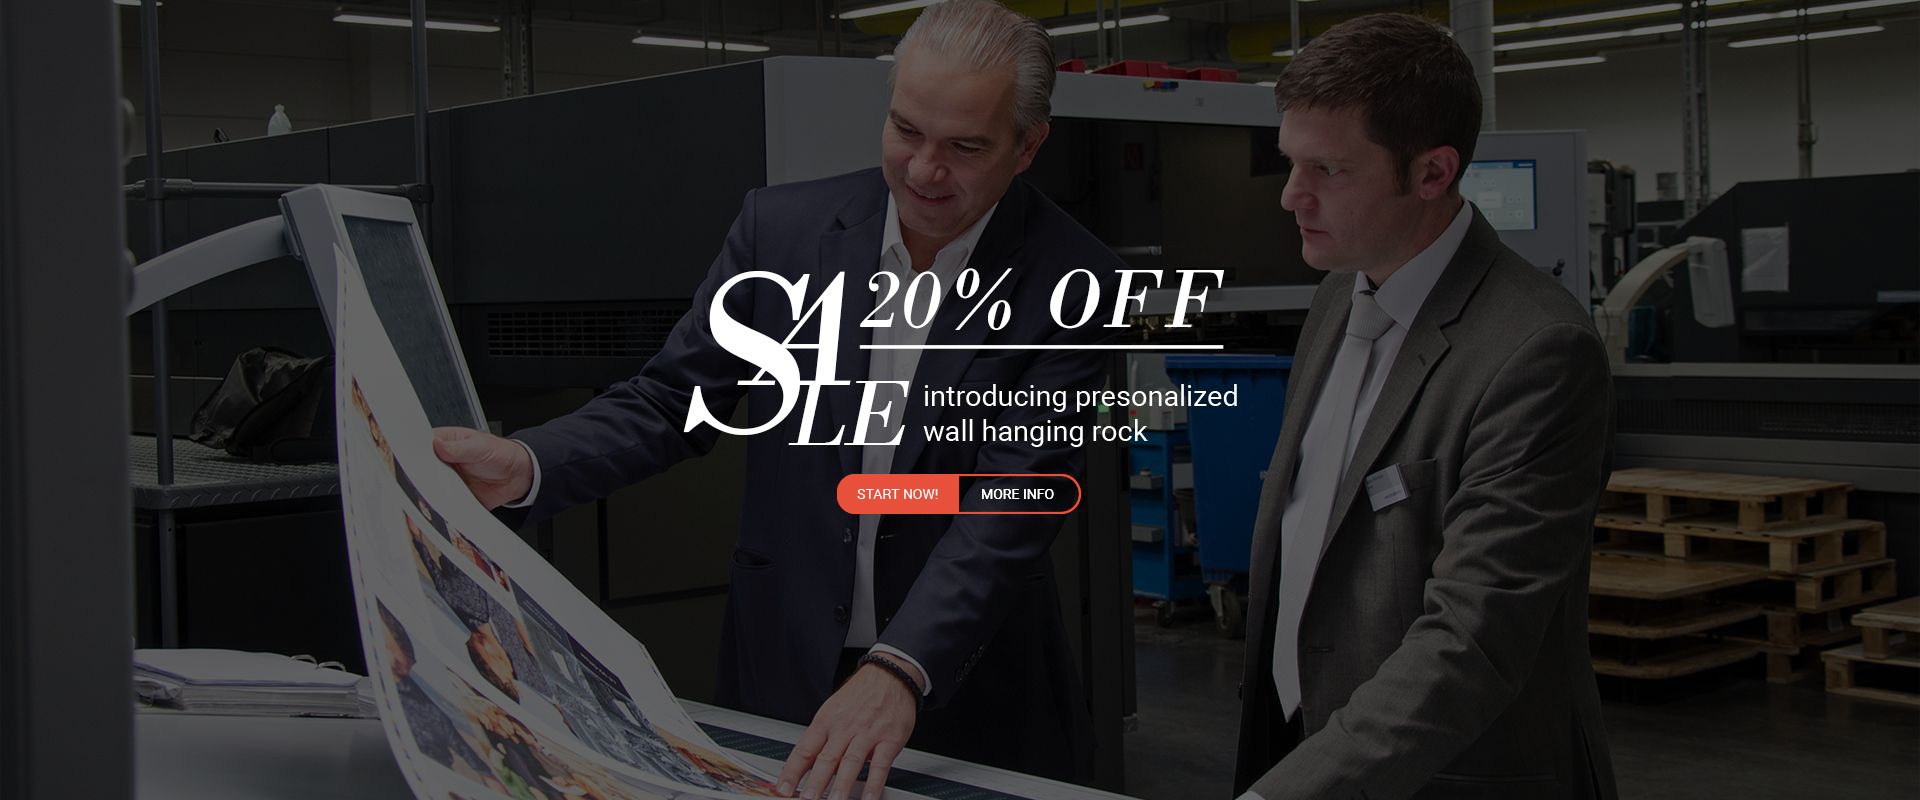 SALE
20% OFF
introducing presonalized
wall hanging rock
START NOW!
MORE INFO